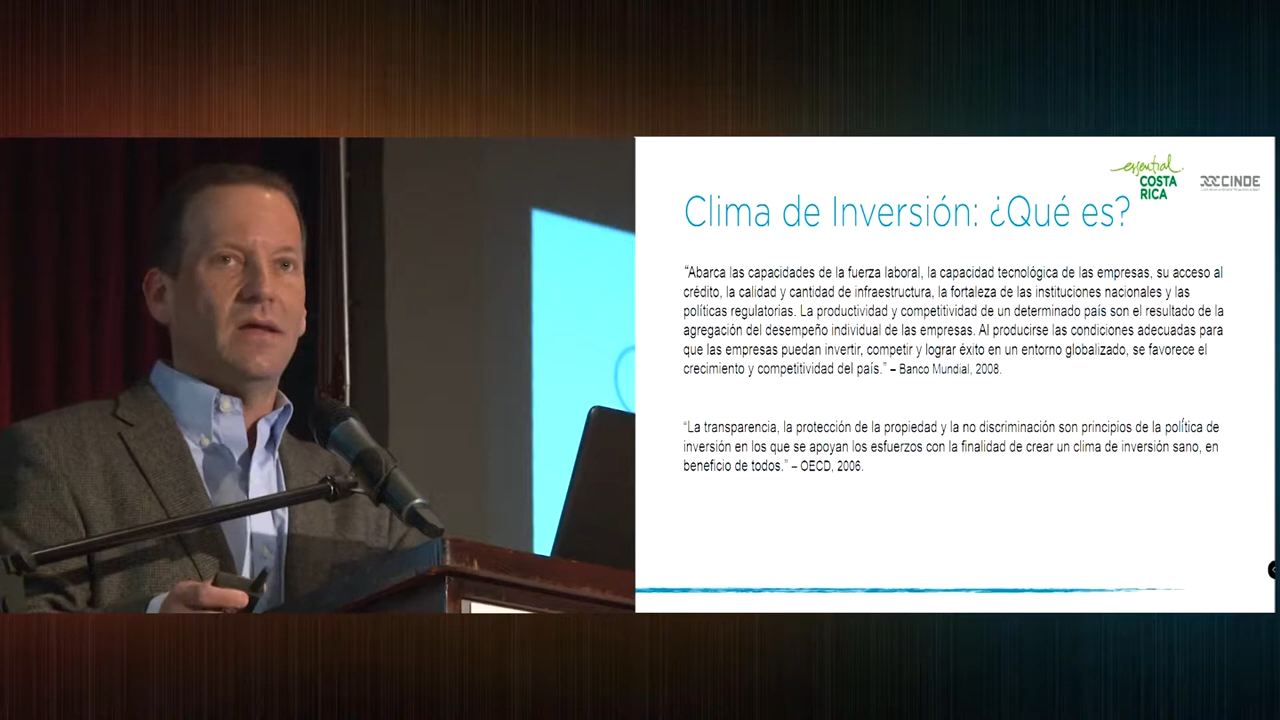 essential
COSTA
RICA
CINDE
Clima de Inversión: ¿Qué es?
“Abarca las capacidades de la fuerza laboral, la capacidad tecnológica de las empresas, su acceso al
crédito, la calidad y cantidad de infraestructura, la fortaleza de las instituciones nacionales y las
políticas regulatorias. La productividad y competitividad de un determinado país son el resultado de la
agregación del desempeño individual de las empresas. Al producirse las condiciones adecuadas para
que las empresas puedan invertir, competir y lograr éxito en un entorno globalizado, se favorece el
crecimiento y competitividad del país.” – Banco Mundial, 2008.
“La transparencia, la protección de la propiedad y la no discriminación son principios de la política de
inversión en los que se apoyan los esfuerzos con la finalidad de crear un clima de inversión sano, en
beneficio de todos.” – OECD, 2006.